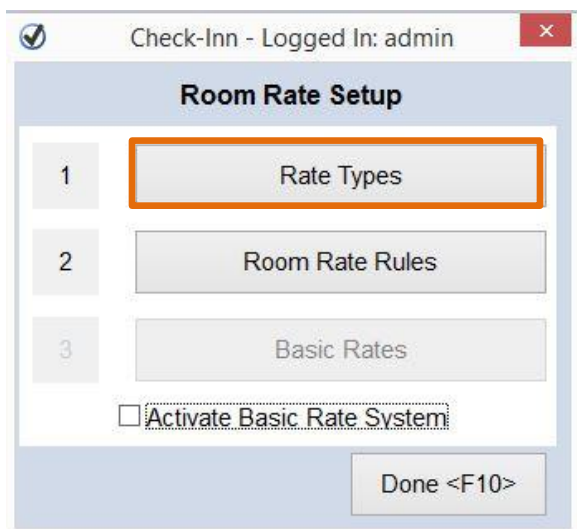 Check-Inn - Logged In: admin
Room Rate Setup
1 Rate Types
2 Room Rate Rules
3 Basic Rates
Activate Basic Rate System
Done <F10>